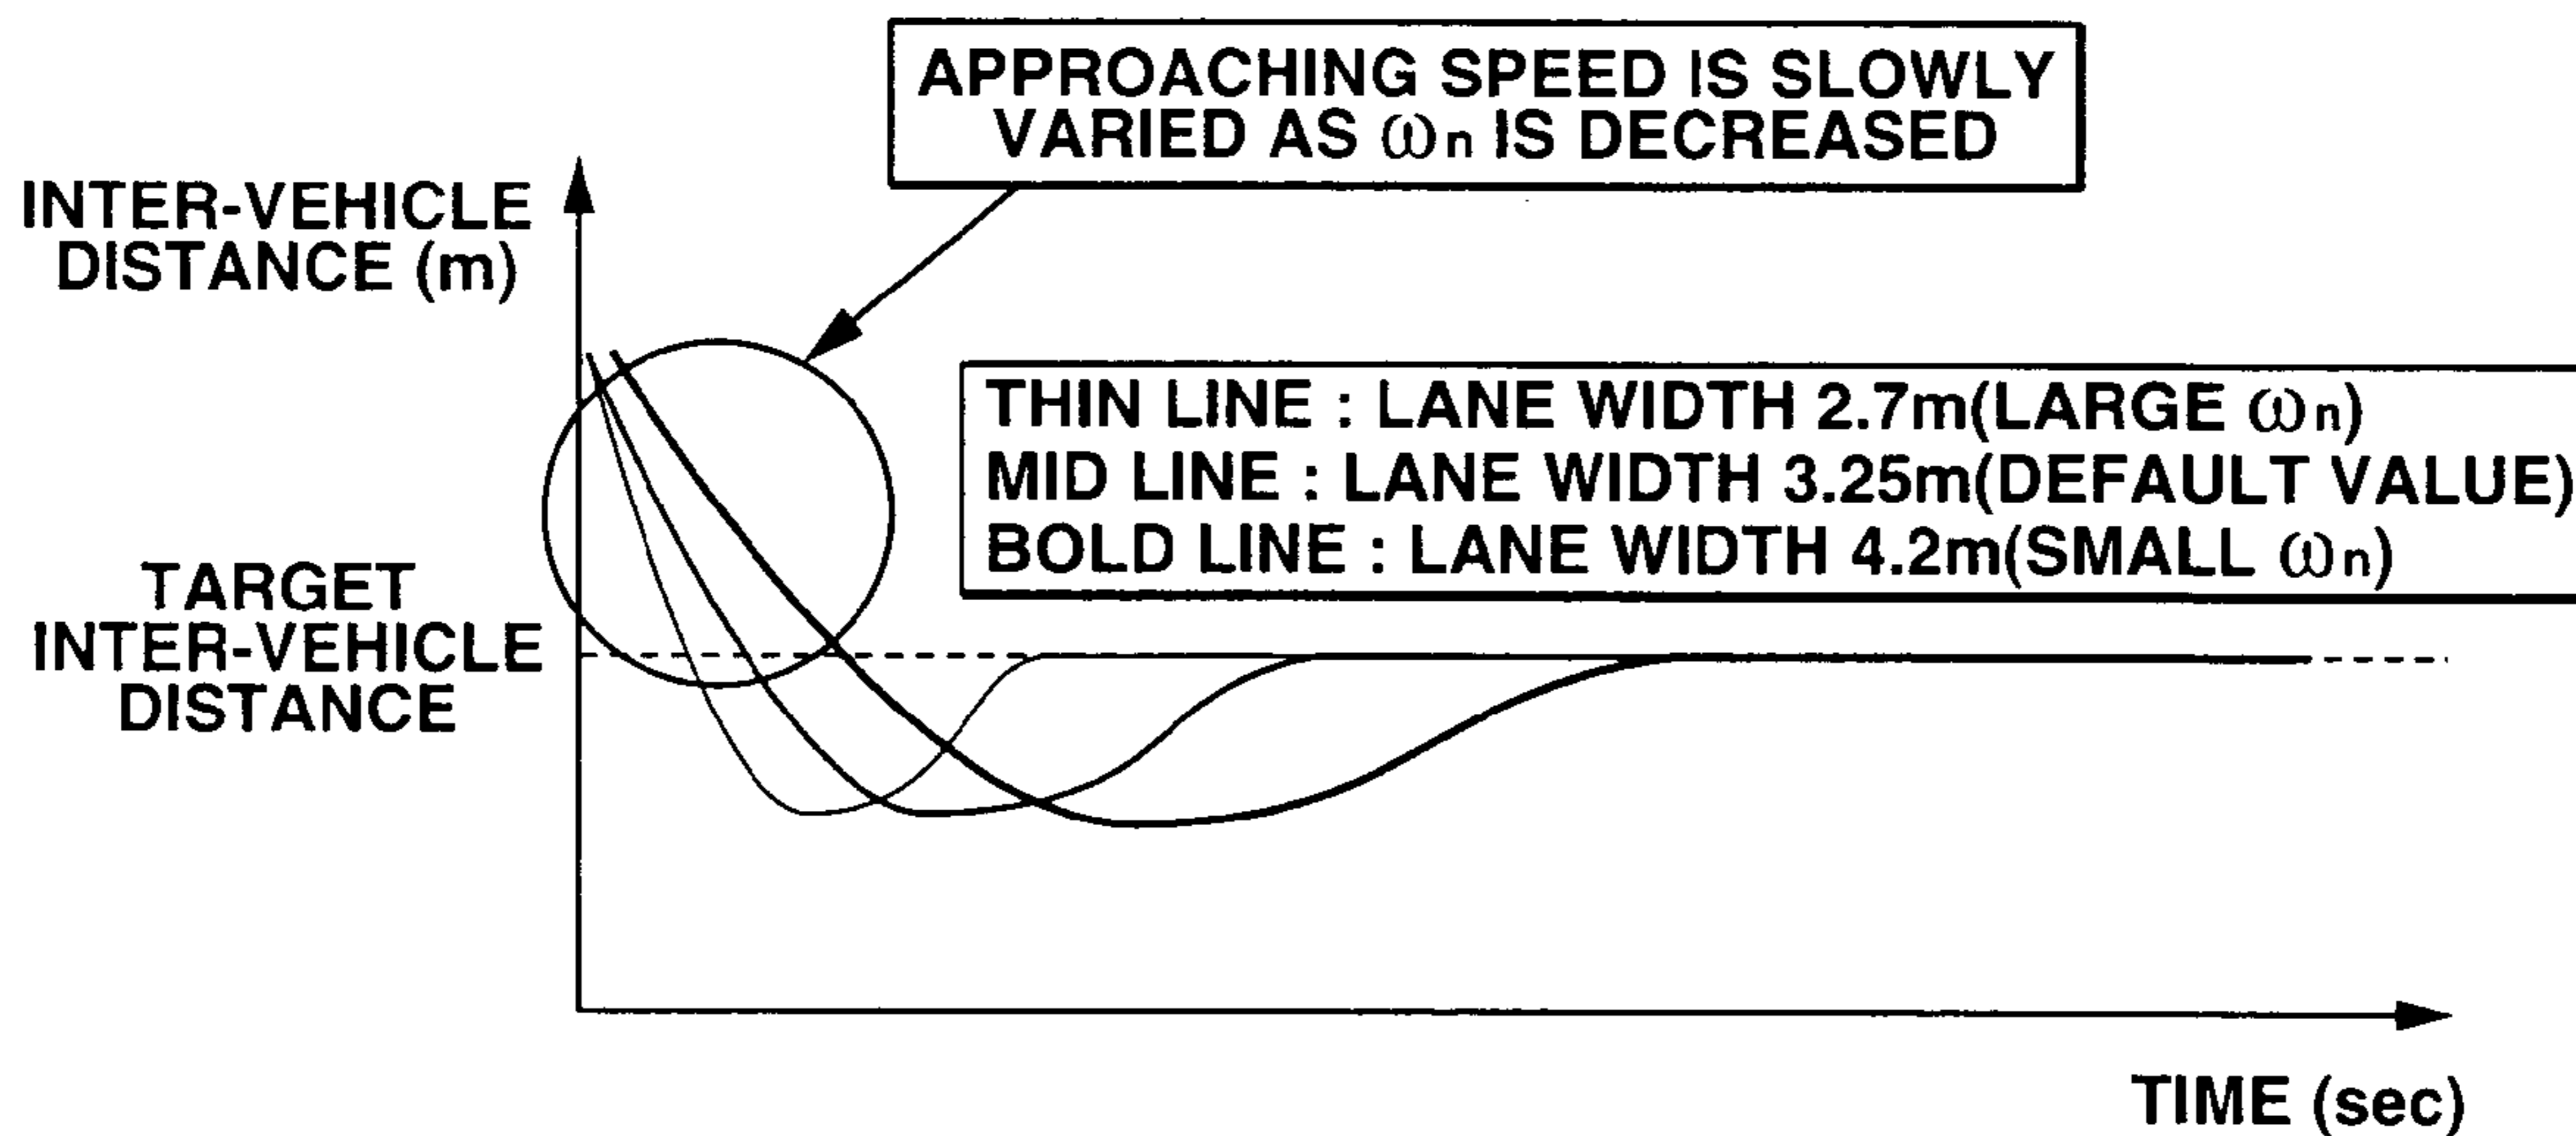 APPROACHING SPEED IS SLOWLY
VARIED AS ωn IS DECREASED
INTER-VEHICLE
DISTANCE (m)
THIN LINE : LANE WIDTH 2.7m(LARGE ωn)
MID LINE : LANE WIDTH 3.25m(DEFAULT VALUE)
BOLD LINE : LANE WIDTH 4.2m(SMALL ωn)
TARGET
INTER-VEHICLE
DISTANCE
TIME (sec)